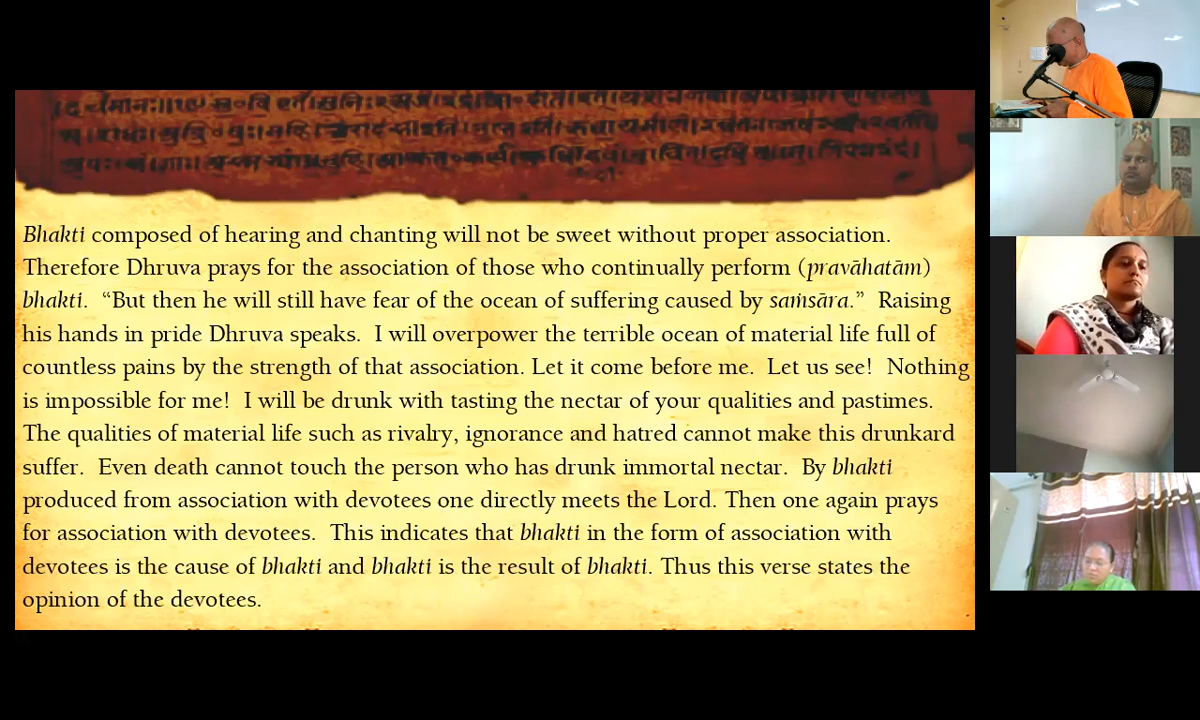 Bhakti composed of hearing and chanting will not be sweet without proper association.
Therefore Dhruva prays for the association of those who continually perform (pravāhatām)
bhakti.  “But then he will still have fear of the ocean of suffering caused by saṁsāra.”  Raising
his hands in pride Dhruva speaks.  I will overpower the terrible ocean of material life full of
countless pains by the strength of that association. Let it come before me.  Let us see!  Nothing
is impossible for me!  I will be drunk with tasting the nectar of your qualities and pastimes.
The qualities of material life such as rivalry, ignorance and hatred cannot make this drunkard
suffer.  Even death cannot touch the person who has drunk immortal nectar.  By bhakti
produced from association with devotees one directly meets the Lord. Then one again prays
for association with devotees.  This indicates that bhakti in the form of association with
devotees is the cause of bhakti and bhakti is the result of bhakti. Thus this verse states the
opinion of the devotees.